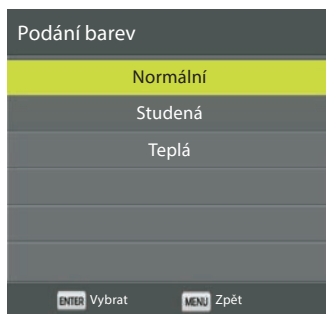 Podání barev
Normální
Studená
Teplá
ENTER Vybrat MENU Zpět